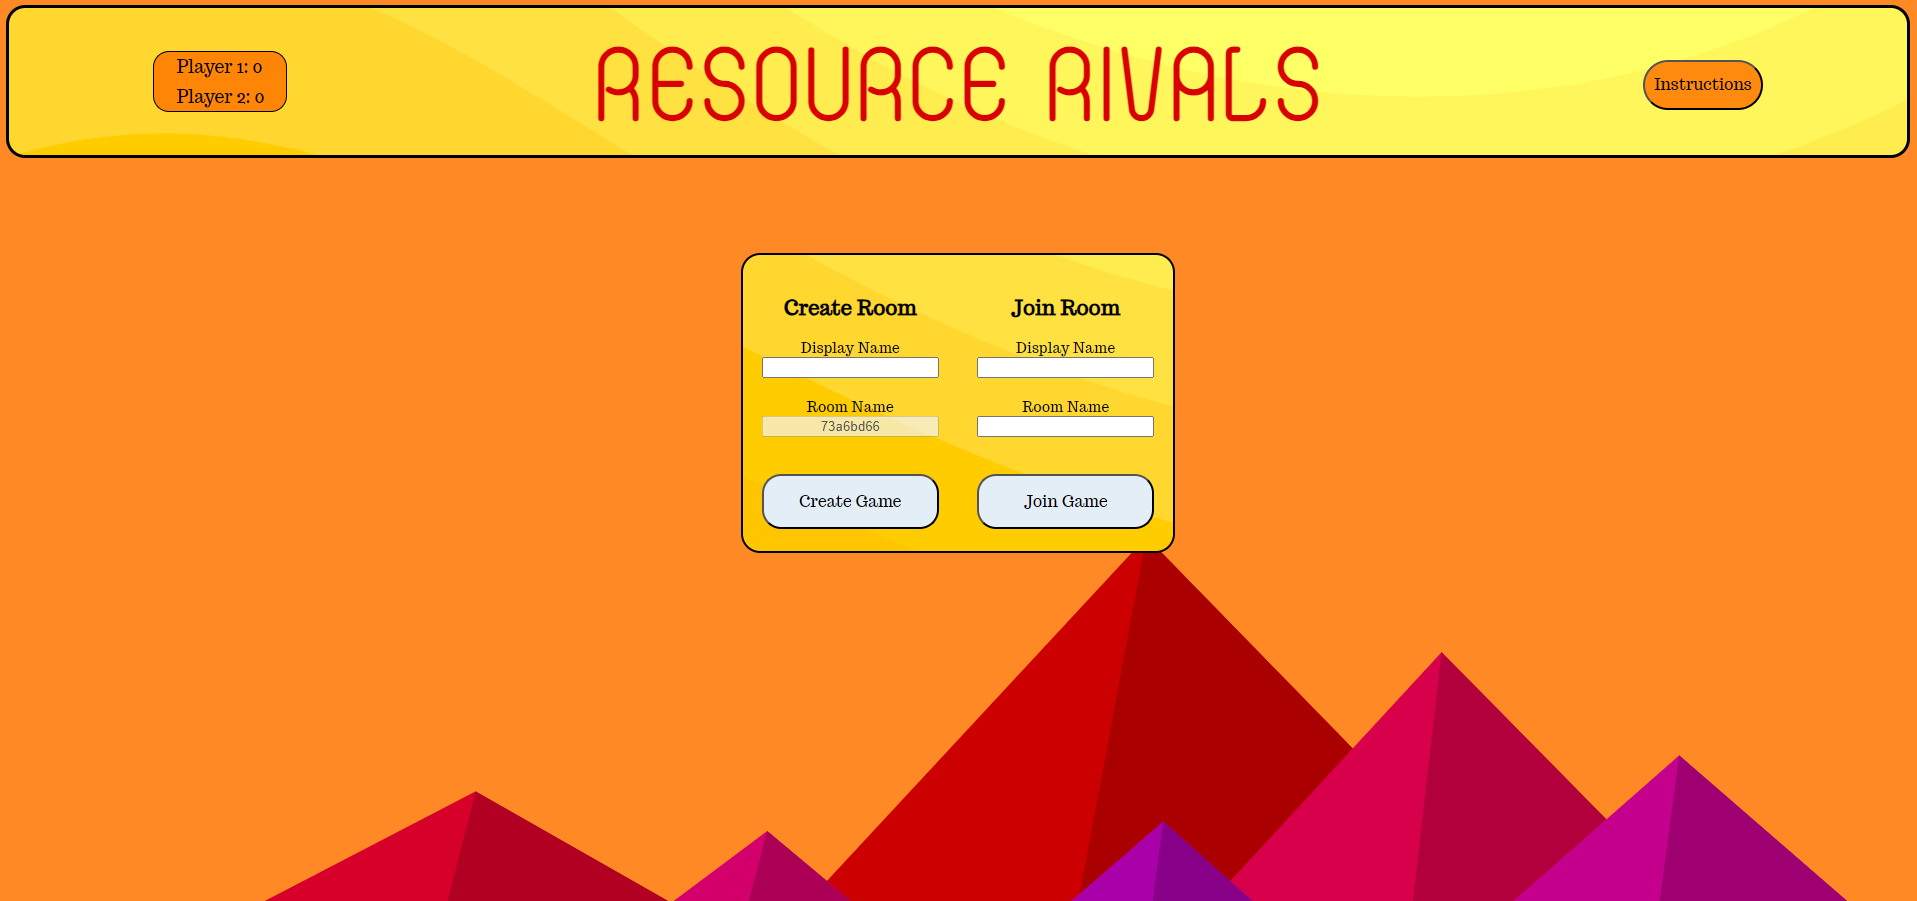 Player 1: 0
Player 2: 0
RESOURCE RIVALS
Instructions
Create Room
Display Name
Room Name
73a6bd66
Create Game
Join Room
Display Name
Room Name
Join Game